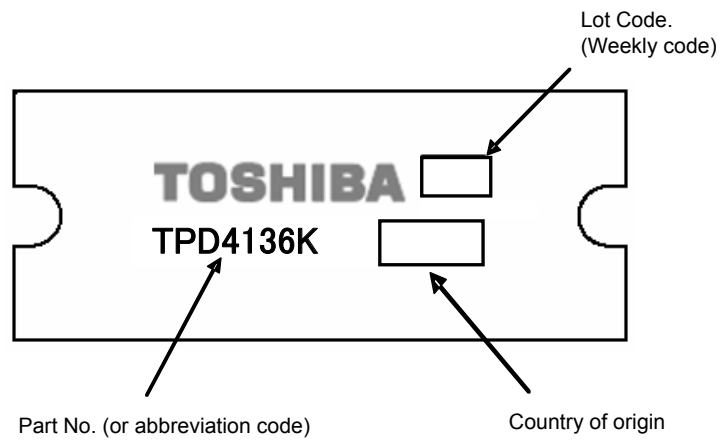 Lot Code.
(Weekly code)
TOSHIBA
TPD4136K
Part No. (or abbreviation code)
Country of origin